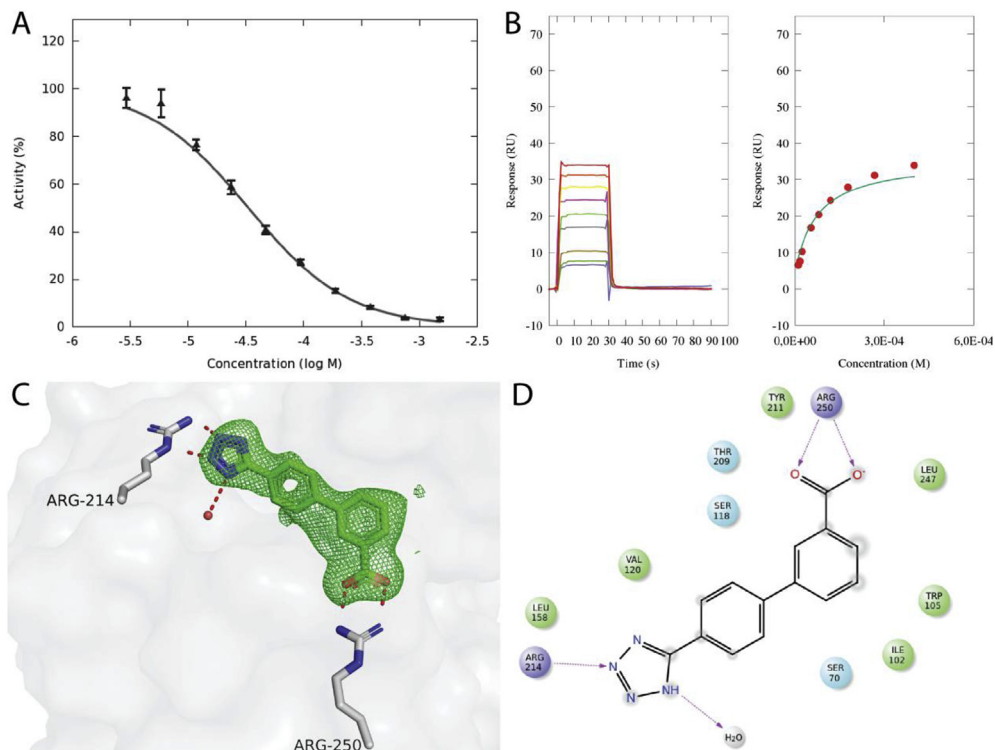 A
120
100
80
60
40
20
0
Activity (%)
-6
-5.5
-5
-4.5
-4
-3.5
-3
-2.5
Concentration (log M)
B
70
60
50
40
30
20
10
0
-10
Response (RU)
0 10 20 30 40 50 60 70 80 90 100
Time (s)
70
60
50
40
30
20
10
0
-10
Response (RU)
0,0E+00
3,0E-04
6,0E-04
Concentration (M)
C
ARG-214
ARG-250
D
TYR
211
ARG
250
THR
209
LEU
247
SER
118
O
O-
VAL
120
TRP
105
LEU
158
ILE
102
ARG
214
SER
70
N
N
N
NH
H₂O